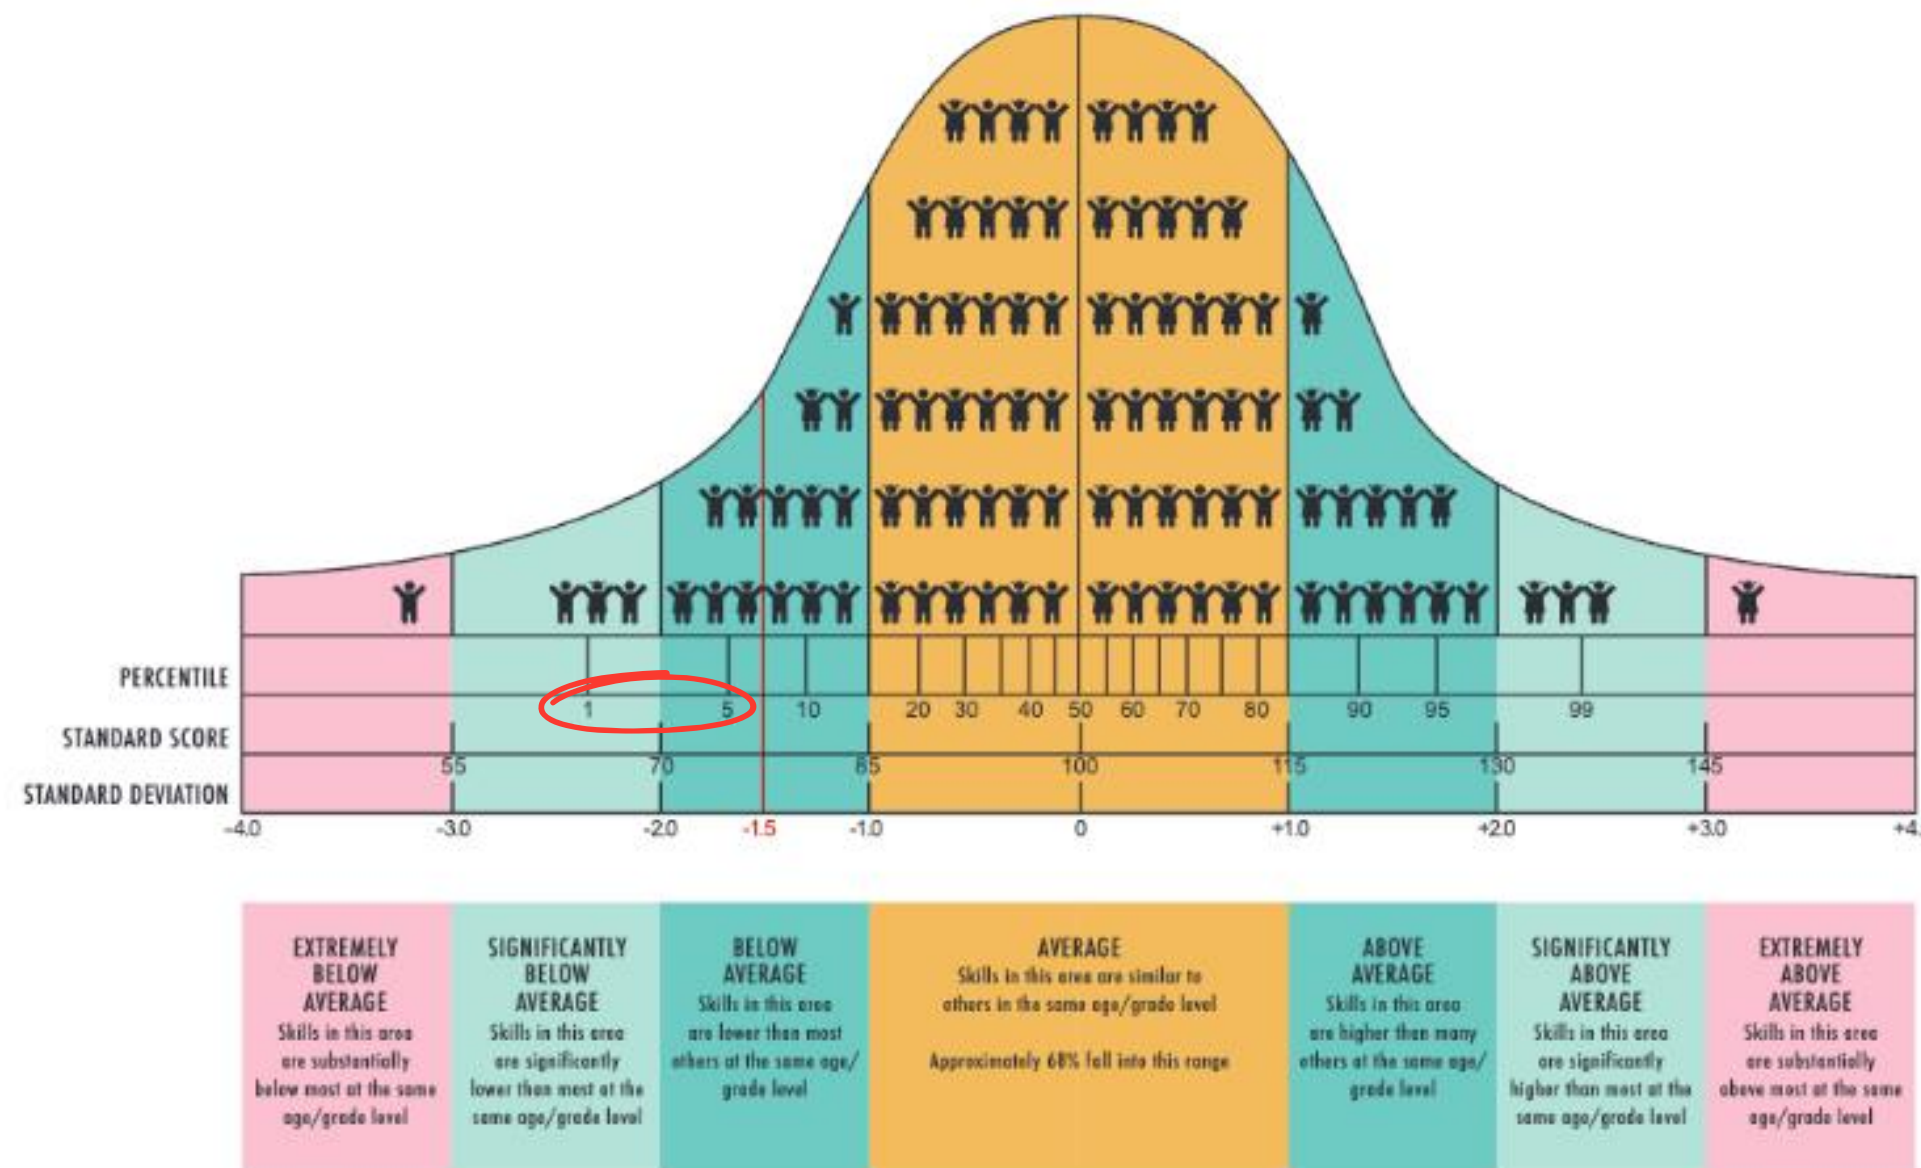 PERCENTILE
1 5 10 20 30 40 50 60 70 80 90 95 99
STANDARD SCORE
55 70 85 100 115 130 145
STANDARD DEVIATION
-4.0 -3.0 -2.0 -1.5 -1.0 0 +1.0 +2.0 +3.0 +4.
EXTREMELY
BELOW
AVERAGE
Skills in this area
are substantially
below most at the same
age/grade level
SIGNIFICANTLY
BELOW
AVERAGE
Skills in this area
are significantly
lower than most at the
same age/grade level
BELOW
AVERAGE
Skills in this area
are lower than most
others at the same age/
grade level
AVERAGE
Skills in this area are similar to
others in the same age/grade level
Approximately 68% fall into this range
ABOVE
AVERAGE
Skills in this area
are higher than many
others at the same age/
grade level
SIGNIFICANTLY
ABOVE
AVERAGE
Skills in this area
are significantly
higher than most at the
same age/grade level
EXTREMELY
ABOVE
AVERAGE
Skills in this area
are substantially
above most at the same
age/grade level